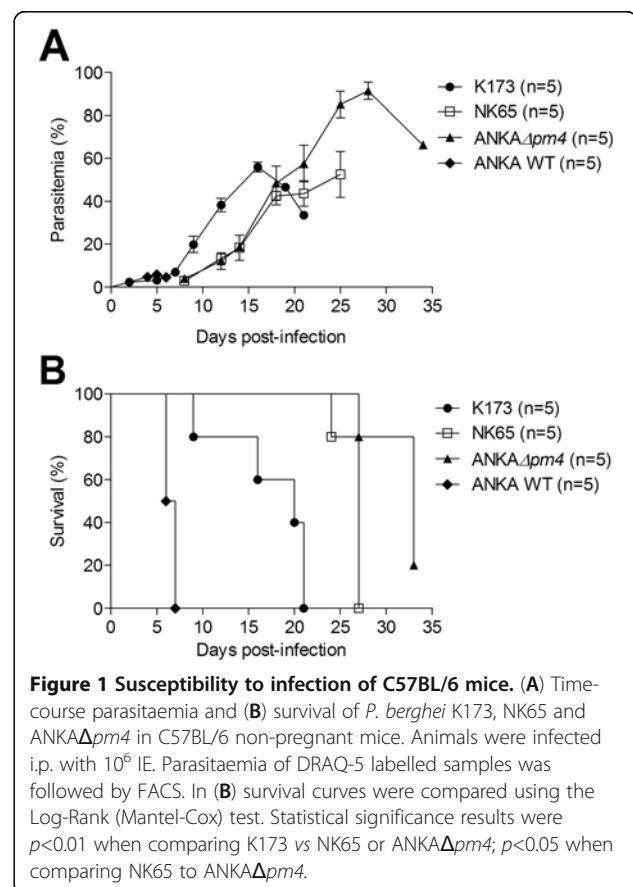 A
100
80
60
40
20
0
Parasitemia (%)
0 5 10 15 20 25 30 35
Days post-infection
K173 (n=5)
NK65 (n=5)
ANKAΔpm4 (n=5)
ANKA WT (n=5)
B
100
80
60
40
20
0
Survival (%)
0 5 10 15 20 25 30 35
Days post-infection
K173 (n=5)
NK65 (n=5)
ANKAΔpm4 (n=5)
ANKA WT (n=5)
Figure 1 Susceptibility to infection of C57BL/6 mice. (A) Time-
course parasitaemia and (B) survival of P. berghei K173, NK65 and
ANKAΔpm4 in C57BL/6 non-pregnant mice. Animals were infected
i.p. with 10⁶ IE. Parasitaemia of DRAQ-5 labelled samples was
followed by FACS. In (B) survival curves were compared using the
Log-Rank (Mantel-Cox) test. Statistical significance results were
p<0.01 when comparing K173 vs NK65 or ANKAΔpm4; p<0.05 when
comparing NK65 to ANKAΔpm4.